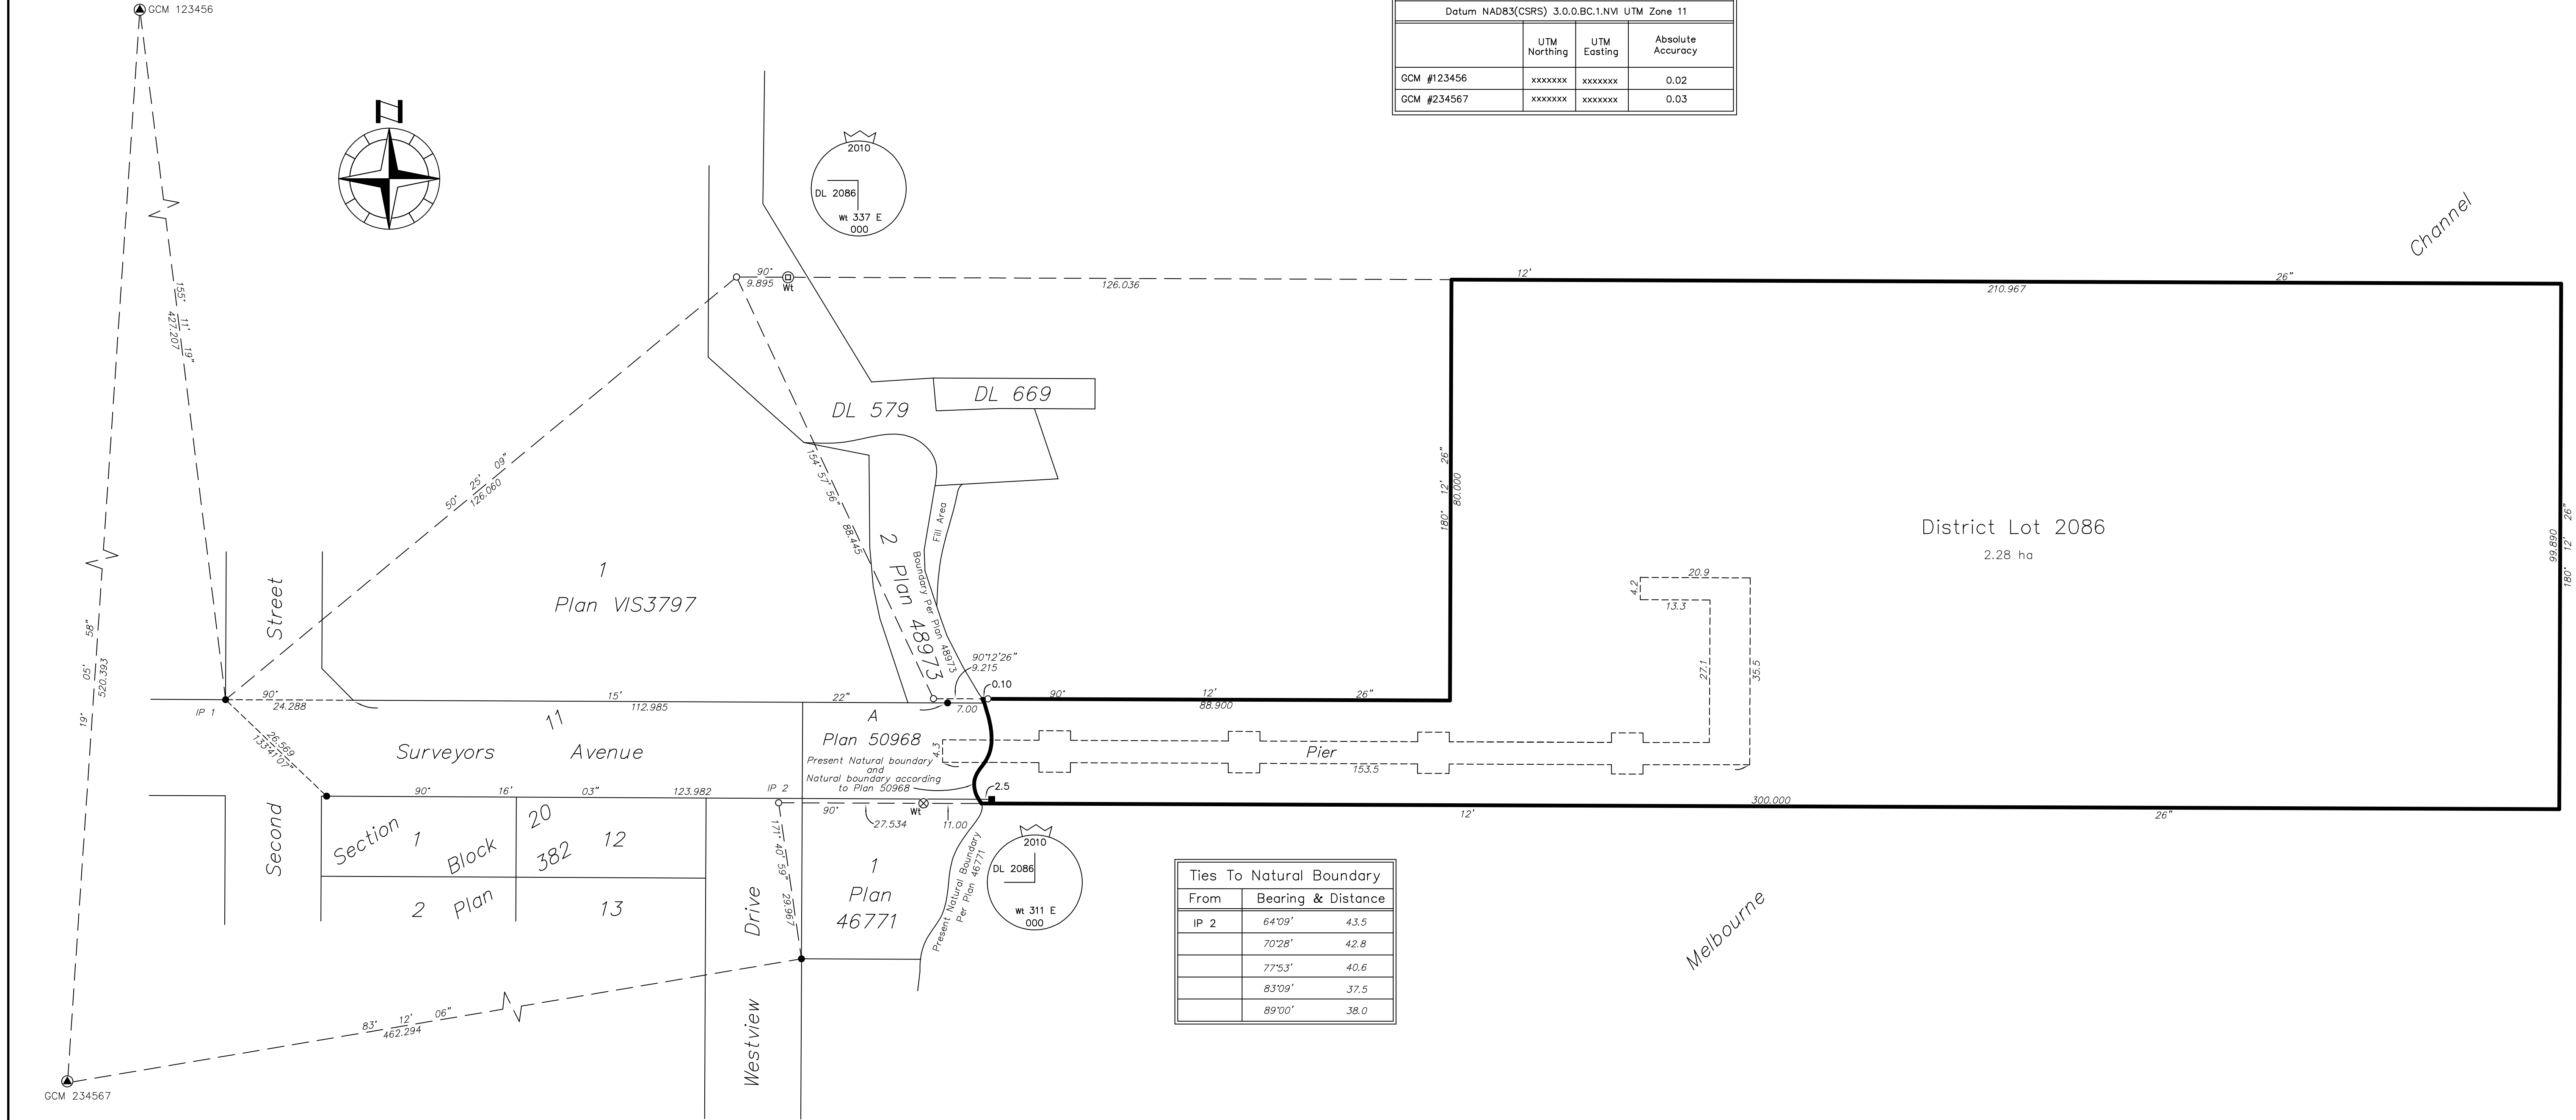 GCM 123456
Datum NAD83(CSRS) 3.0.0.BC.1.NVI UTM Zone 11
UTM Northing
UTM Easting
Absolute Accuracy
GCM #123456 xxxxxxx xxxxxxx 0.02
GCM #234567 xxxxxxx xxxxxxx 0.03
N
2010
DL 2086
Wt 337 E
000
Channel
155° 11' 19"
427.207
90°
9.895
Wt
126.036
12'
210.967
26"
DL 669
DL 579
50° 25' 09"
126.060
154° 57' 56"
88.445
180° 12' 26"
80.000
District Lot 2086
2.28 ha
99.890
180° 12' 26"
Fill Area
2 Plan 48973
Boundary Per Plan 48973
1
Plan VIS3797
Street
20.9
4.2
13.3
27.1
35.5
19° 05' 58"
520.393
90°12'26"
9.215
0.10
IP 1
90°
24.288
15'
112.985
22"
7.00
90°
12'
26"
88.900
11
A
Plan 50968
Surveyors Avenue
4.3
Pier
153.5
26.569
133°41'07"
Present Natural boundary
and
Natural boundary according
to Plan 50968
2.5
90° 16' 03" 123.982
IP 2
90°
27.534
Wt
11.00
300.000
12'
26"
Second
Section 20
1
Block 382
12
2
Plan
13
171° 40' 59" 29.967
1
Plan
46771
Present Natural Boundary
Per Plan 46771
2010
DL 2086
Wt 311 E
000
Westview Drive
Ties To Natural Boundary
From Bearing & Distance
IP 2 64°09' 43.5
70°28' 42.8
77°53' 40.6
83°09' 37.5
89°00' 38.0
Melbourne
83° 12' 06"
462.294
GCM 234567